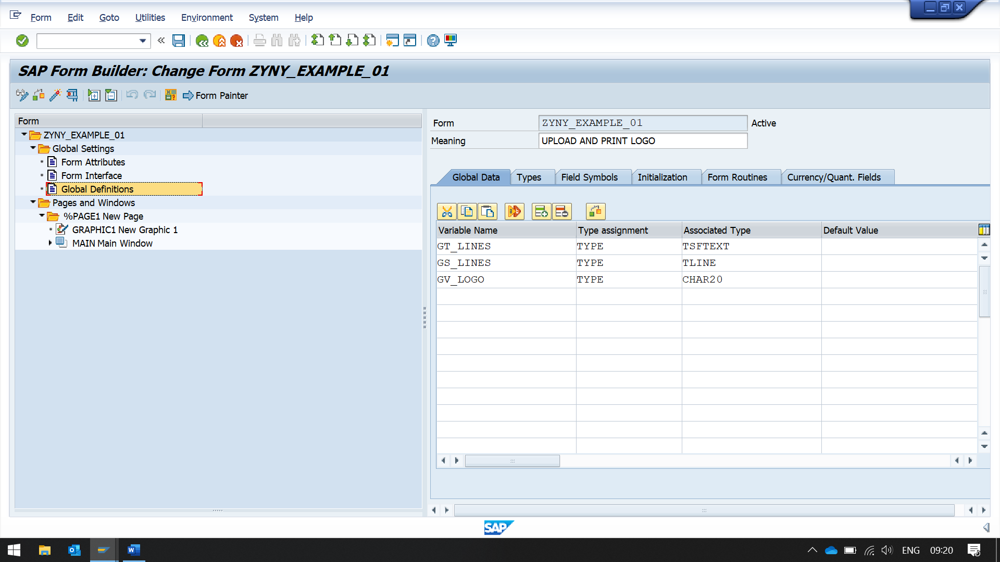 Form Edit Goto Utilities Environment System Help
SAP Form Builder: Change Form ZYNY_EXAMPLE_01
Form Painter
Form
ZYNY_EXAMPLE_01
Global Settings
Form Attributes
Form Interface
Global Definitions
Pages and Windows
%PAGE1 New Page
GRAPHIC1 New Graphic 1
MAIN Main Window
Form ZYNY_EXAMPLE_01 Active
Meaning UPLOAD AND PRINT LOGO
Global Data Types Field Symbols Initialization Form Routines Currency/Quant. Fields
Variable Name Type assignment Associated Type Default Value
GT_LINES TYPE TSFTEXT
GS_LINES TYPE TLINE
GV_LOGO TYPE CHAR20
SAP
ENG 09:20